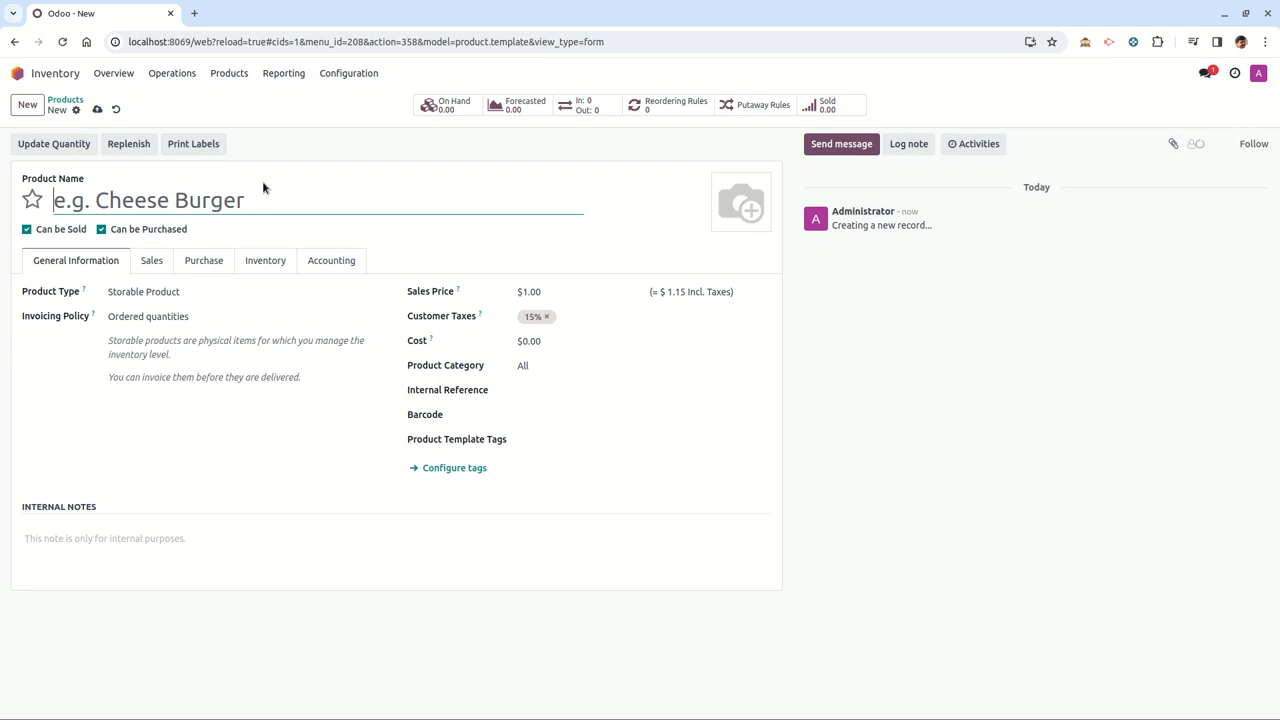 Odoo - New
localhost:8069/web?reload=true#cids=1&menu_id=208&action=358&model=product.template&view_type=form
Inventory Overview Operations Products Reporting Configuration
1
A
New
Products
New
On Hand
0.00
Forecasted
0.00
In: 0
Out: 0
Reordering Rules
0
Putaway Rules
Sold
0.00
Update Quantity Replenish Print Labels
Send message Log note Activities Follow
Product Name
e.g. Cheese Burger
Can be Sold Can be Purchased
General Information Sales Purchase Inventory Accounting
Product Type ? Storable Product
Invoicing Policy ? Ordered quantities
Storable products are physical items for which you manage the
inventory level.
You can invoice them before they are delivered.
Sales Price ? $1.00 (= $ 1.15 Incl. Taxes)
Customer Taxes ? 15% ×
Cost ? $0.00
Product Category All
Internal Reference
Barcode
Product Template Tags
Configure tags
INTERNAL NOTES
This note is only for internal purposes.
Today
A
Administrator - now
Creating a new record...